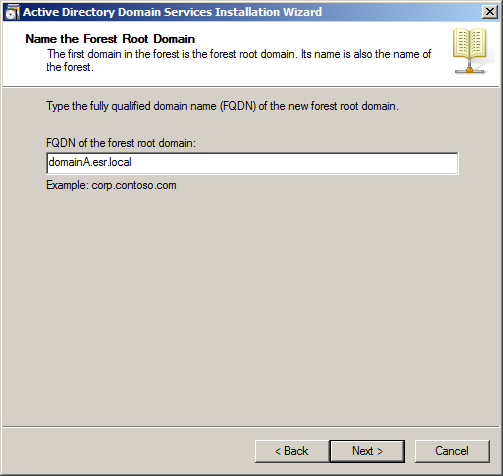 Active Directory Domain Services Installation Wizard
Name the Forest Root Domain
The first domain in the forest is the forest root domain. Its name is also the name of
the forest.
Type the fully qualified domain name (FQDN) of the new forest root domain.
FQDN of the forest root domain:
domainA.esr.local
Example: corp.contoso.com
< Back
Next >
Cancel